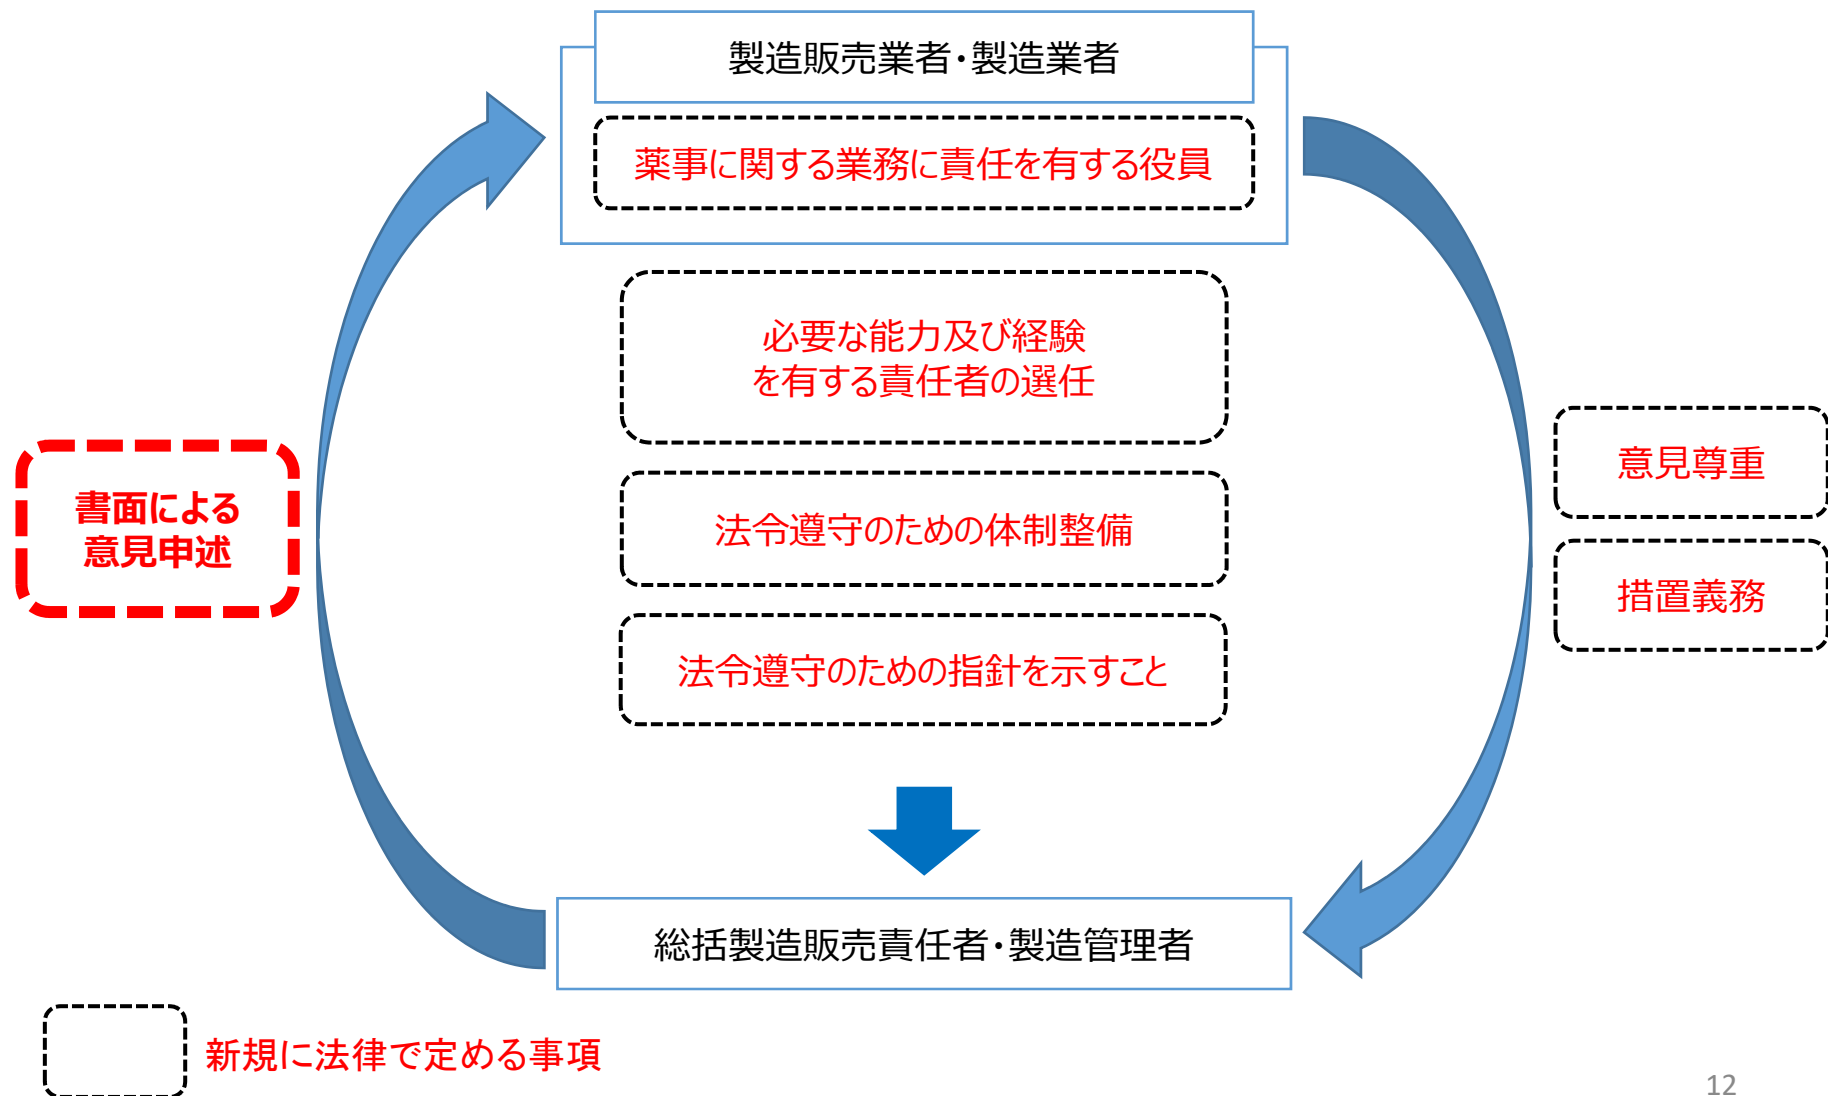 製造販売業者・製造業者
薬事に関する業務に責任を有する役員
必要な能力及び経験
を有する責任者の選任
法令遵守のための体制整備
法令遵守のための指針を示すこと
書面による
意見申述
意見尊重
措置義務
総括製造販売責任者・製造管理者
新規に法律で定める事項
12